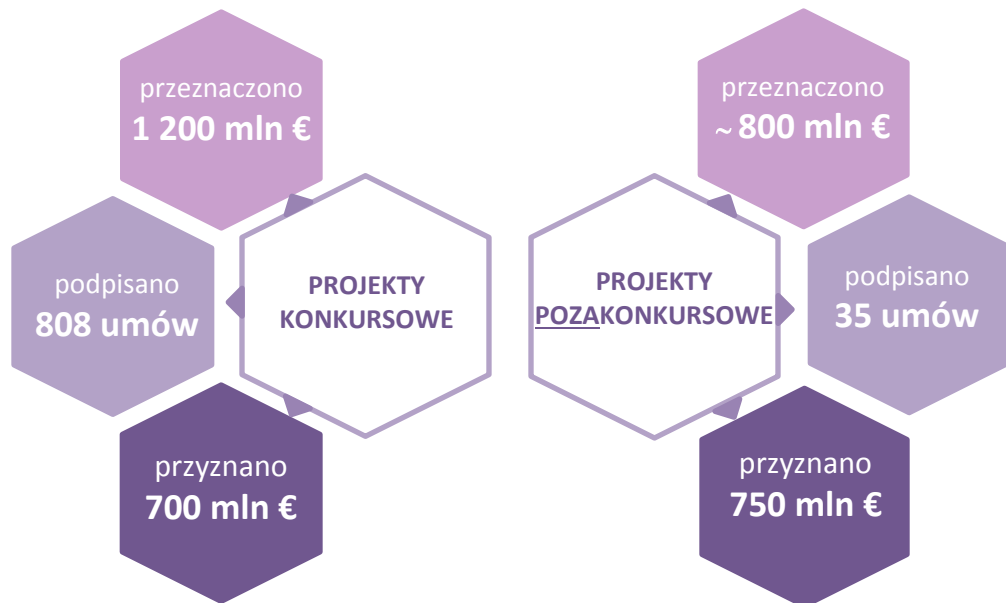 przeznaczono
1 200 mln €
podpisano
808 umów
przyznano
700 mln €
PROJEKTY
KONKURSOWE
PROJEKTY
POZAKONKURSOWE
przeznaczono
~ 800 mln €
podpisano
35 umów
przyznano
750 mln €